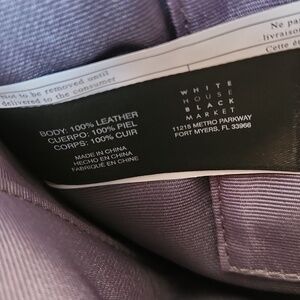 Not to be removed until
delivered to the consumer
Ne pa
livraison
Cette é
BODY: 100% LEATHER
CUERPO: 100% PIEL
CORPS: 100% CUIR
MADE IN CHINA
HECHO EN CHINA
FABRIQUÉ EN CHINE
WHITE
HOUSE
BLACK
MARKET
11215 METRO PARKWAY
FORT MYERS, FL 33966